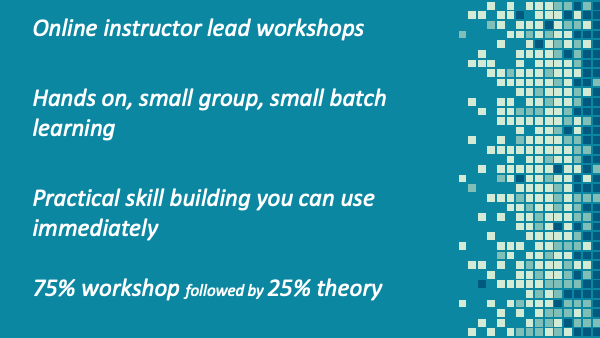 Online instructor lead workshops
Hands on, small group, small batch
learning
Practical skill building you can use
immediately
75% workshop followed by 25% theory